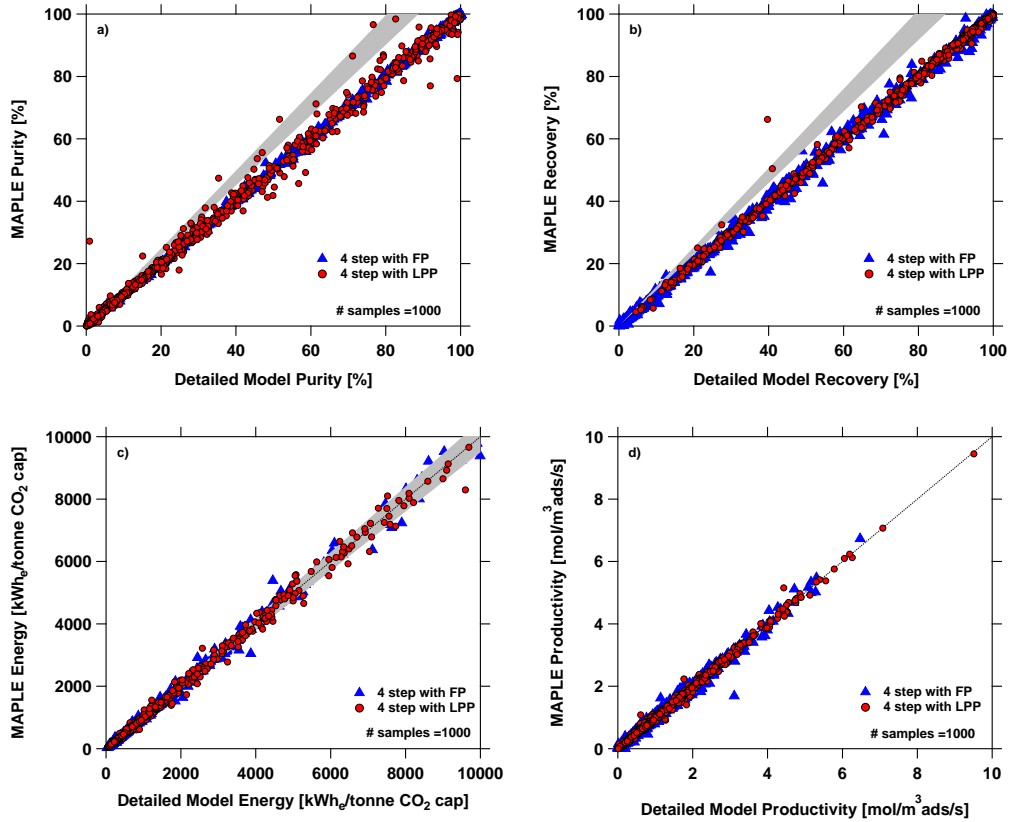 a)
MAPLE Purity [%]
100
80
60
40
20
0
4 step with FP
4 step with LPP
# samples =1000
0 20 40 60 80 100
Detailed Model Purity [%]
b)
MAPLE Recovery [%]
100
80
60
40
20
0
4 step with FP
4 step with LPP
# samples =1000
0 20 40 60 80 100
Detailed Model Recovery [%]
c)
MAPLE Energy [kWhₑ/tonne CO₂ cap]
10000
8000
6000
4000
2000
0
4 step with FP
4 step with LPP
# samples =1000
0 2000 4000 6000 8000 10000
Detailed Model Energy [kWhₑ/tonne CO₂ cap]
d)
MAPLE Productivity [mol/m³ads/s]
10
8
6
4
2
0
4 step with FP
4 step with LPP
# samples =1000
0 2 4 6 8 10
Detailed Model Productivity [mol/m³ads/s]